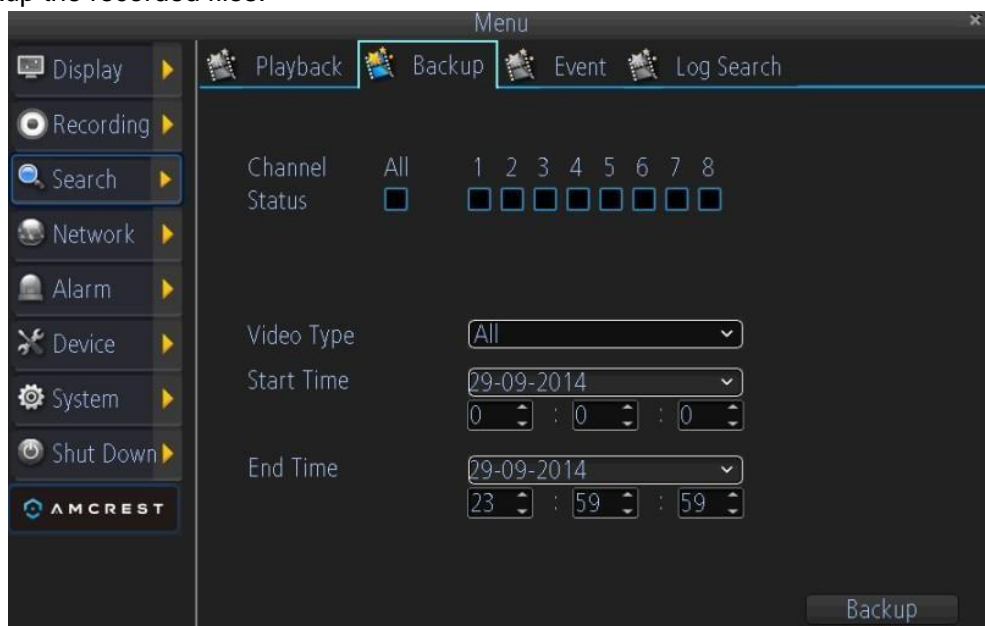 the recorded files.
Menu
Display
Playback Backup Event Log Search
Recording
Channel All 1 2 3 4 5 6 7 8
Search
Status
Network
Alarm
Video Type All
Device
Start Time 29-09-2014
System
0 : 0 : 0
Shut Down
End Time 29-09-2014
AMCREST
23 : 59 : 59
Backup